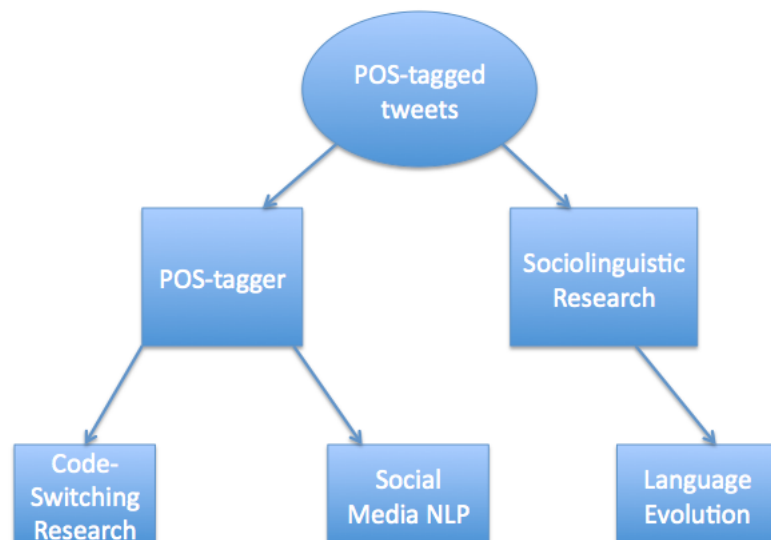 POS-tagged
tweets
POS-tagger
Sociolinguistic
Research
Code-
Switching
Research
Social
Media NLP
Language
Evolution